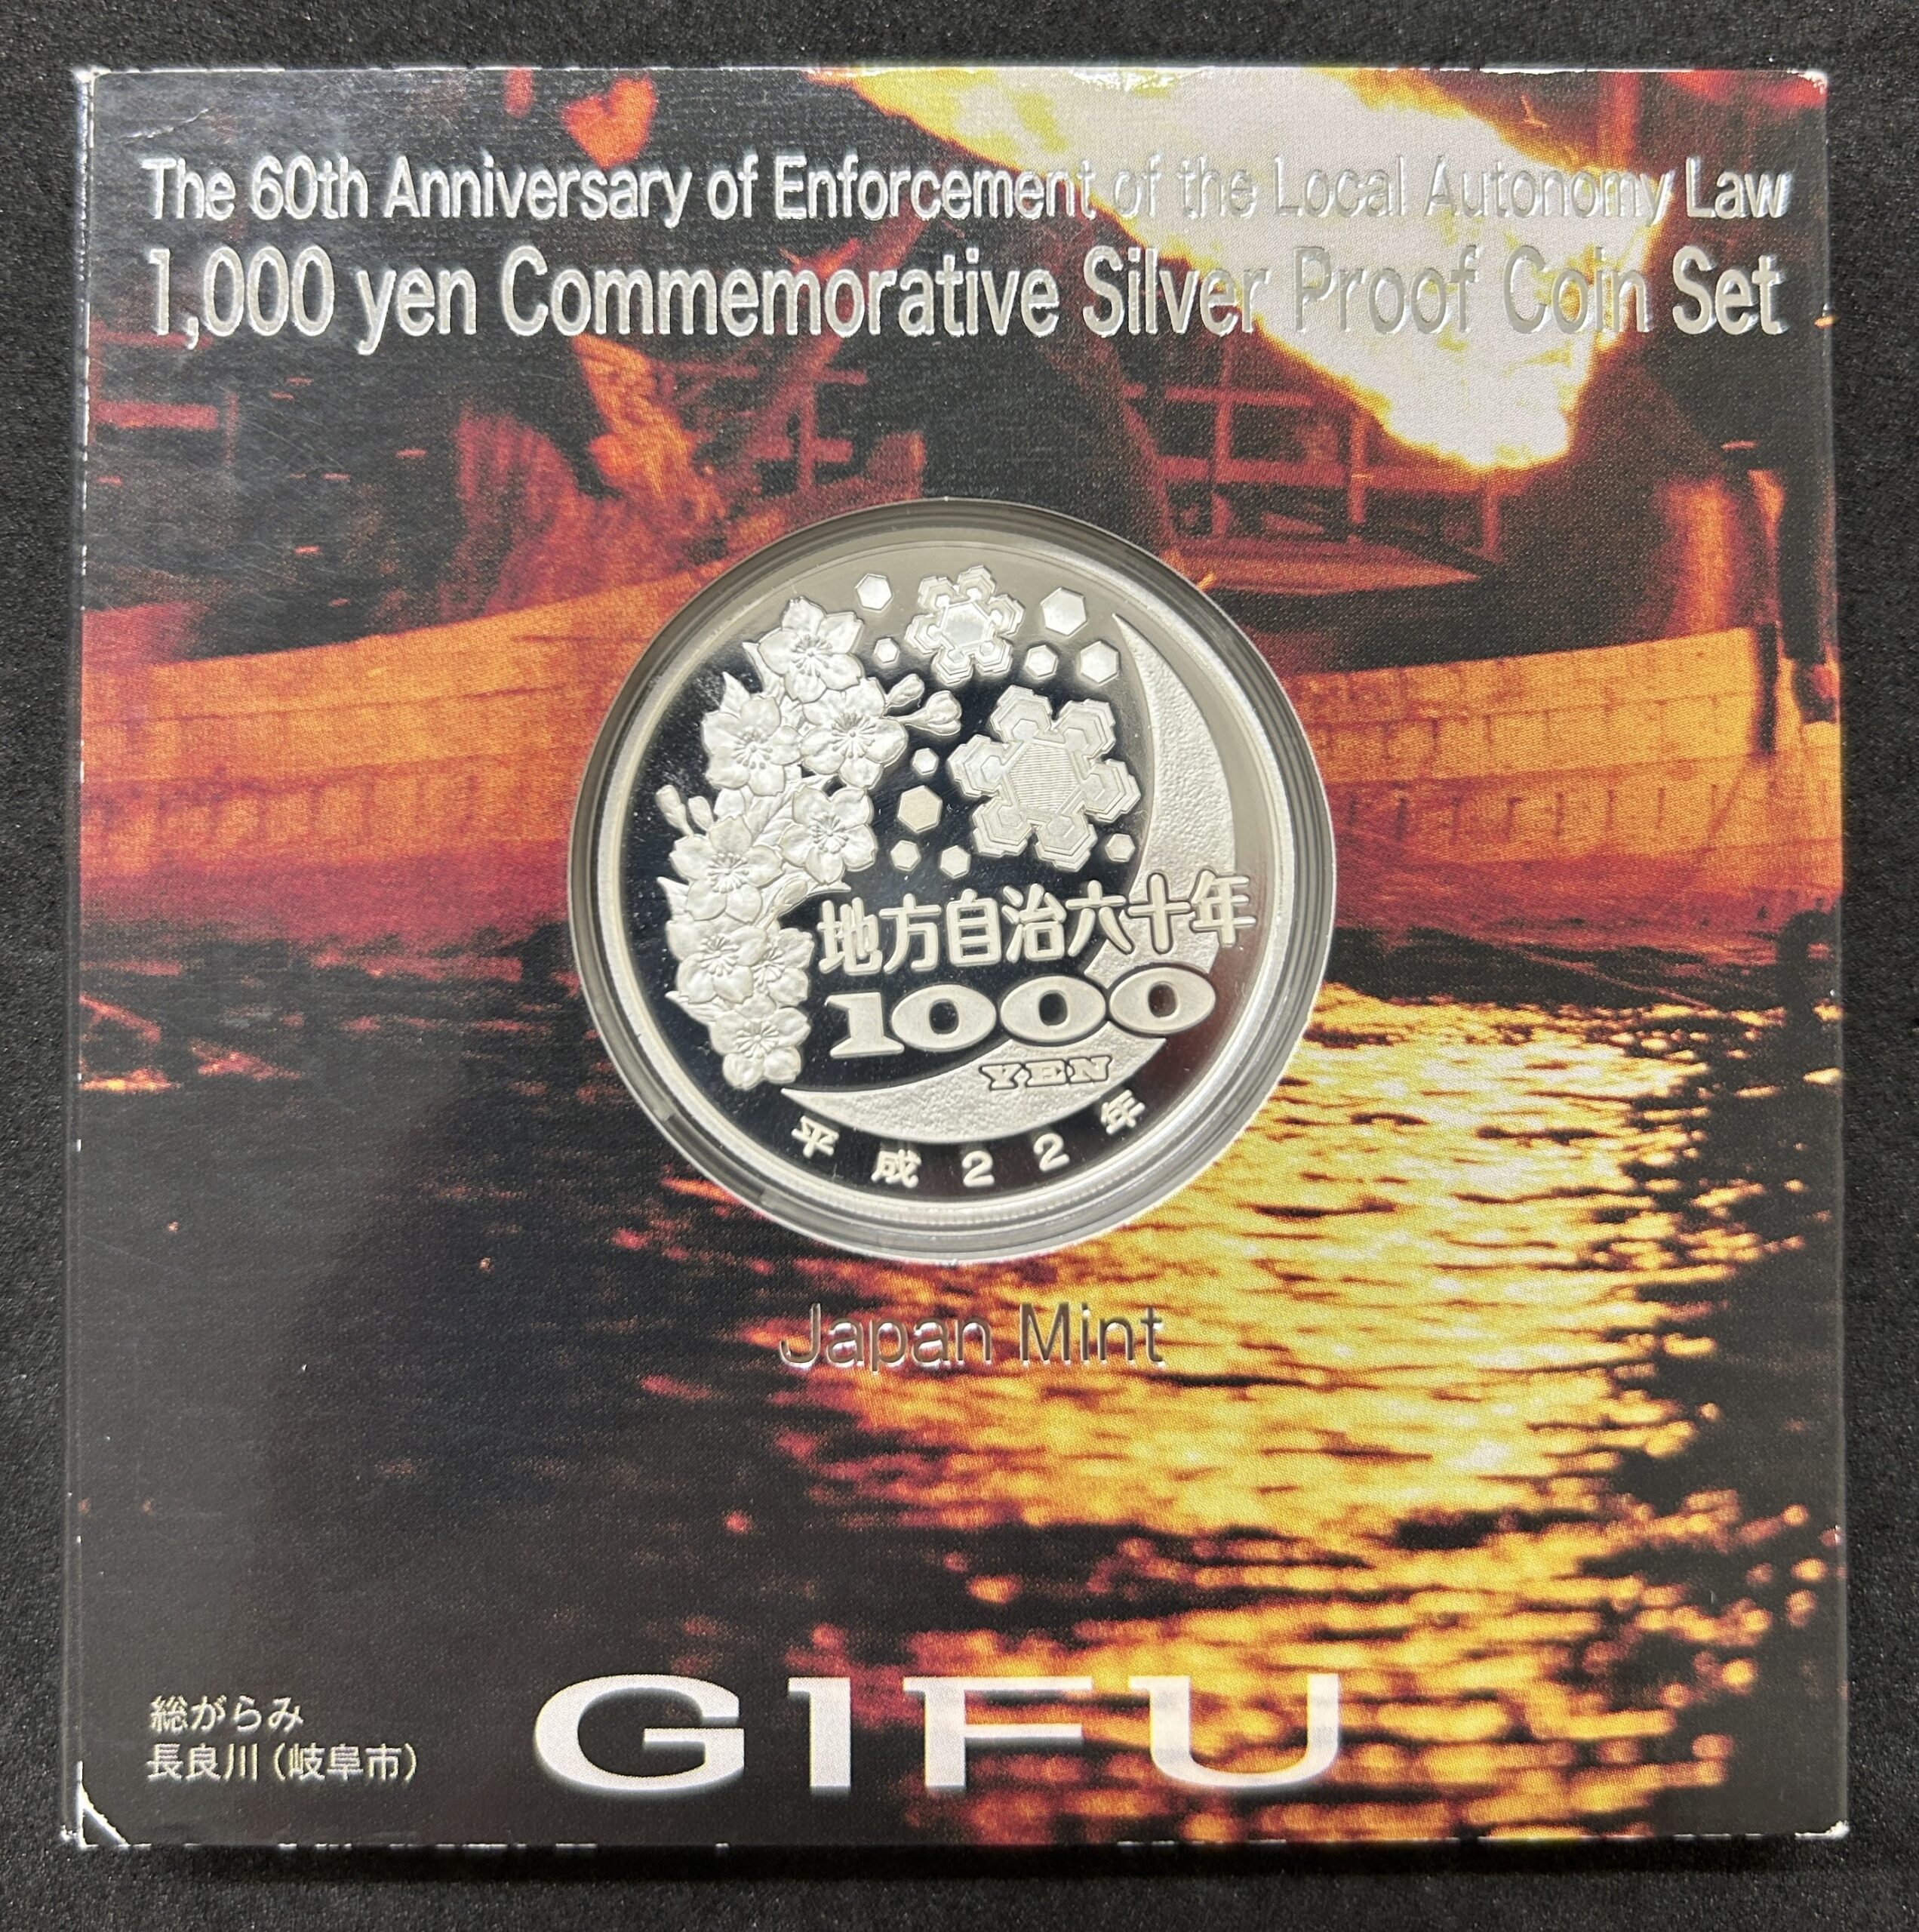 The 60th Anniversary of Enforcement of the Local Autonomy Law
1,000 yen Commemorative Silver Proof Coin Set
地方自治六十年
1000
YEN
平成22年
Japan Mint
総がらみ
長良川（岐阜市）
GIFU